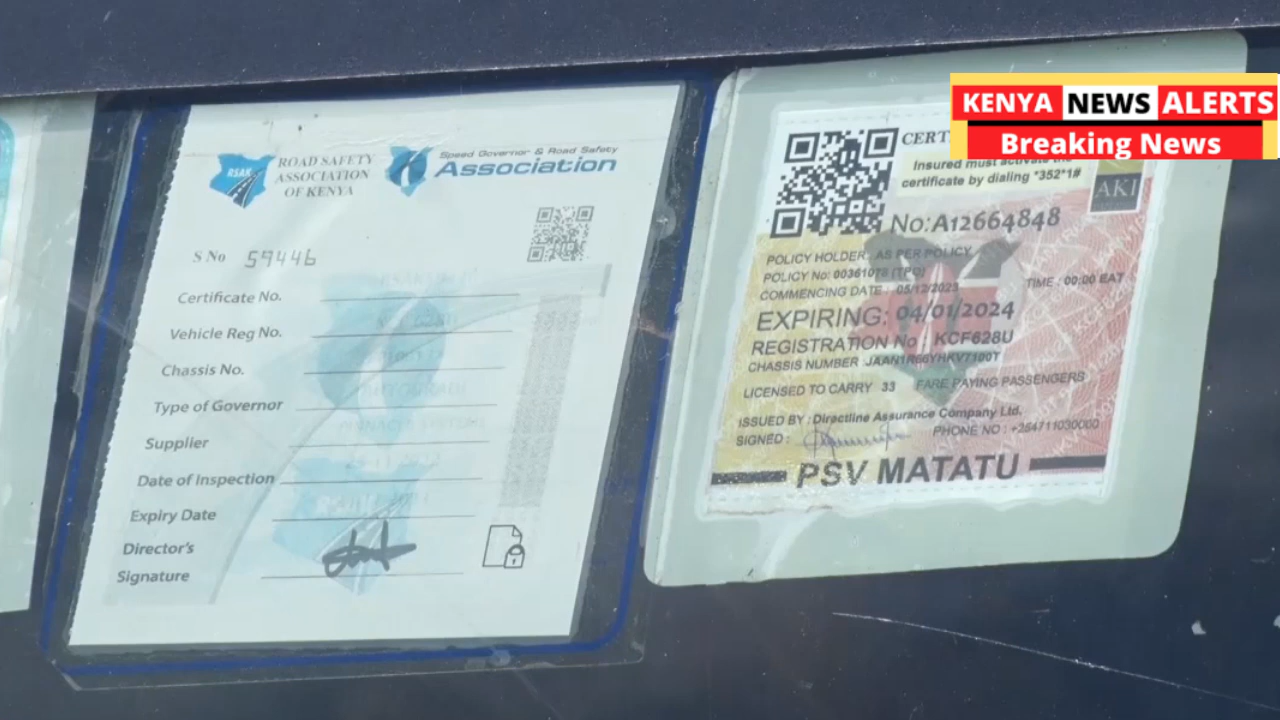 KENYA NEWS ALERTS
Breaking News
RSAK
ROAD SAFETY
ASSOCIATION
OF KENYA
Speed Governor & Road Safety
Association
S No 59446
Certificate No.
Vehicle Reg No.
Chassis No.
Type of Governor
Supplier
Date of Inspection
Expiry Date
Director's
Signature
CERT
Insured must activate the
certificate by dialing *352*1#
AKI
No:A12664848
POLICY HOLDER: AS PER POLICY
POLICY No: 00361078 (TPO)
COMMENCING DATE : 05/12/2023 TIME : 00:00 EAT
EXPIRING: 04/01/2024
REGISTRATION No : KCF628U
CHASSIS NUMBER JAAN1R66YHKV7100T
LICENSED TO CARRY 33 FARE PAYING PASSENGERS
ISSUED BY : Directline Assurance Company Ltd.
SIGNED : PHONE NO : +254711030000
PSV MATATU